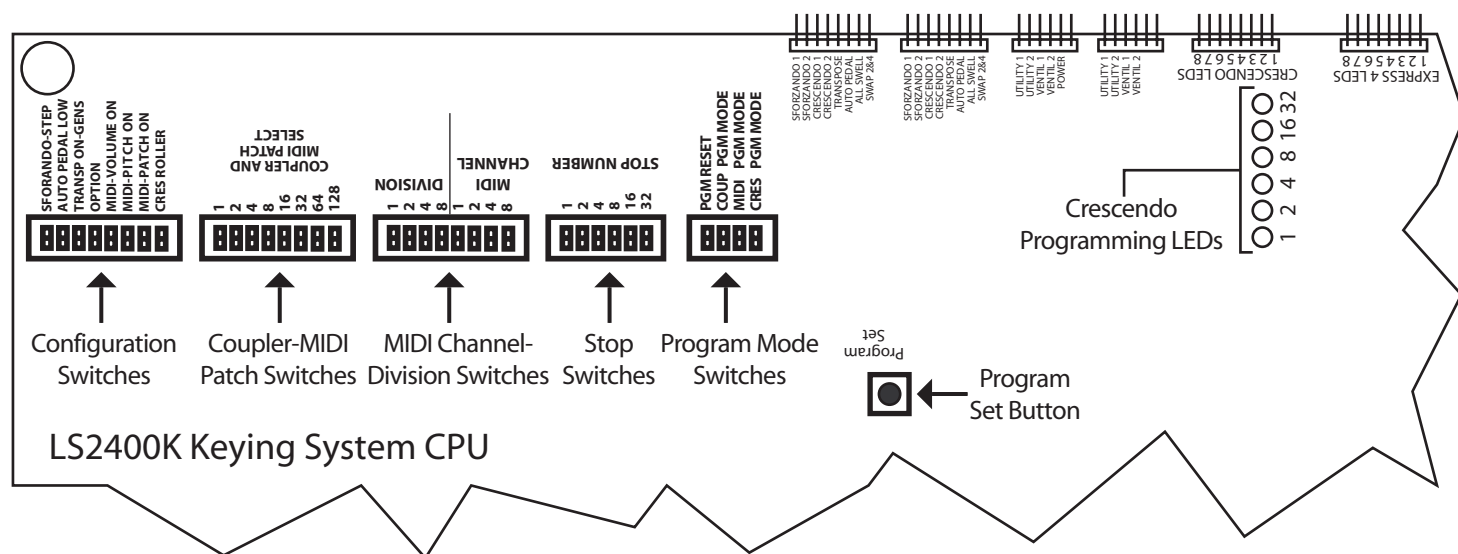 SFORZANDO 1
SFORZANDO 2
CRESCENDO 1
CRESCENDO 2
TRANSPOSE
AUTO PEDAL
ALL SWELL
SWAP 2&4
SFORZANDO 1
SFORZANDO 2
CRESCENDO 1
CRESCENDO 2
TRANSPOSE
AUTO PEDAL
ALL SWELL
SWAP 2&4
UTILITY 1
UTILITY 2
VENTIL 1
VENTIL 2
POWER
UTILITY 1
UTILITY 2
VENTIL 1
VENTIL 2
12345678
CRESCENDO LEDS
12345678
EXPRESS 4 LEDS
32
16
8
4
2
1
Crescendo
Programming LEDs
SFORANDO-STEP
AUTO PEDAL LOW
TRANSP ON-GENS
OPTION
MIDI-VOLUME ON
MIDI-PITCH ON
MIDI-PATCH ON
CRES ROLLER
COUPLER AND
MIDI PATCH
SELECT
1
2
4
8
16
32
64
128
DIVISION
1
2
4
8
MIDI
CHANNEL
1
2
4
8
STOP NUMBER
1
2
4
8
16
32
PGM RESET
COUP PGM MODE
MIDI PGM MODE
CRES PGM MODE
Configuration
Switches
Coupler-MIDI
Patch Switches
MIDI Channel-
Division Switches
Stop
Switches
Program Mode
Switches
Program
Set
Program
Set Button
LS2400K Keying System CPU